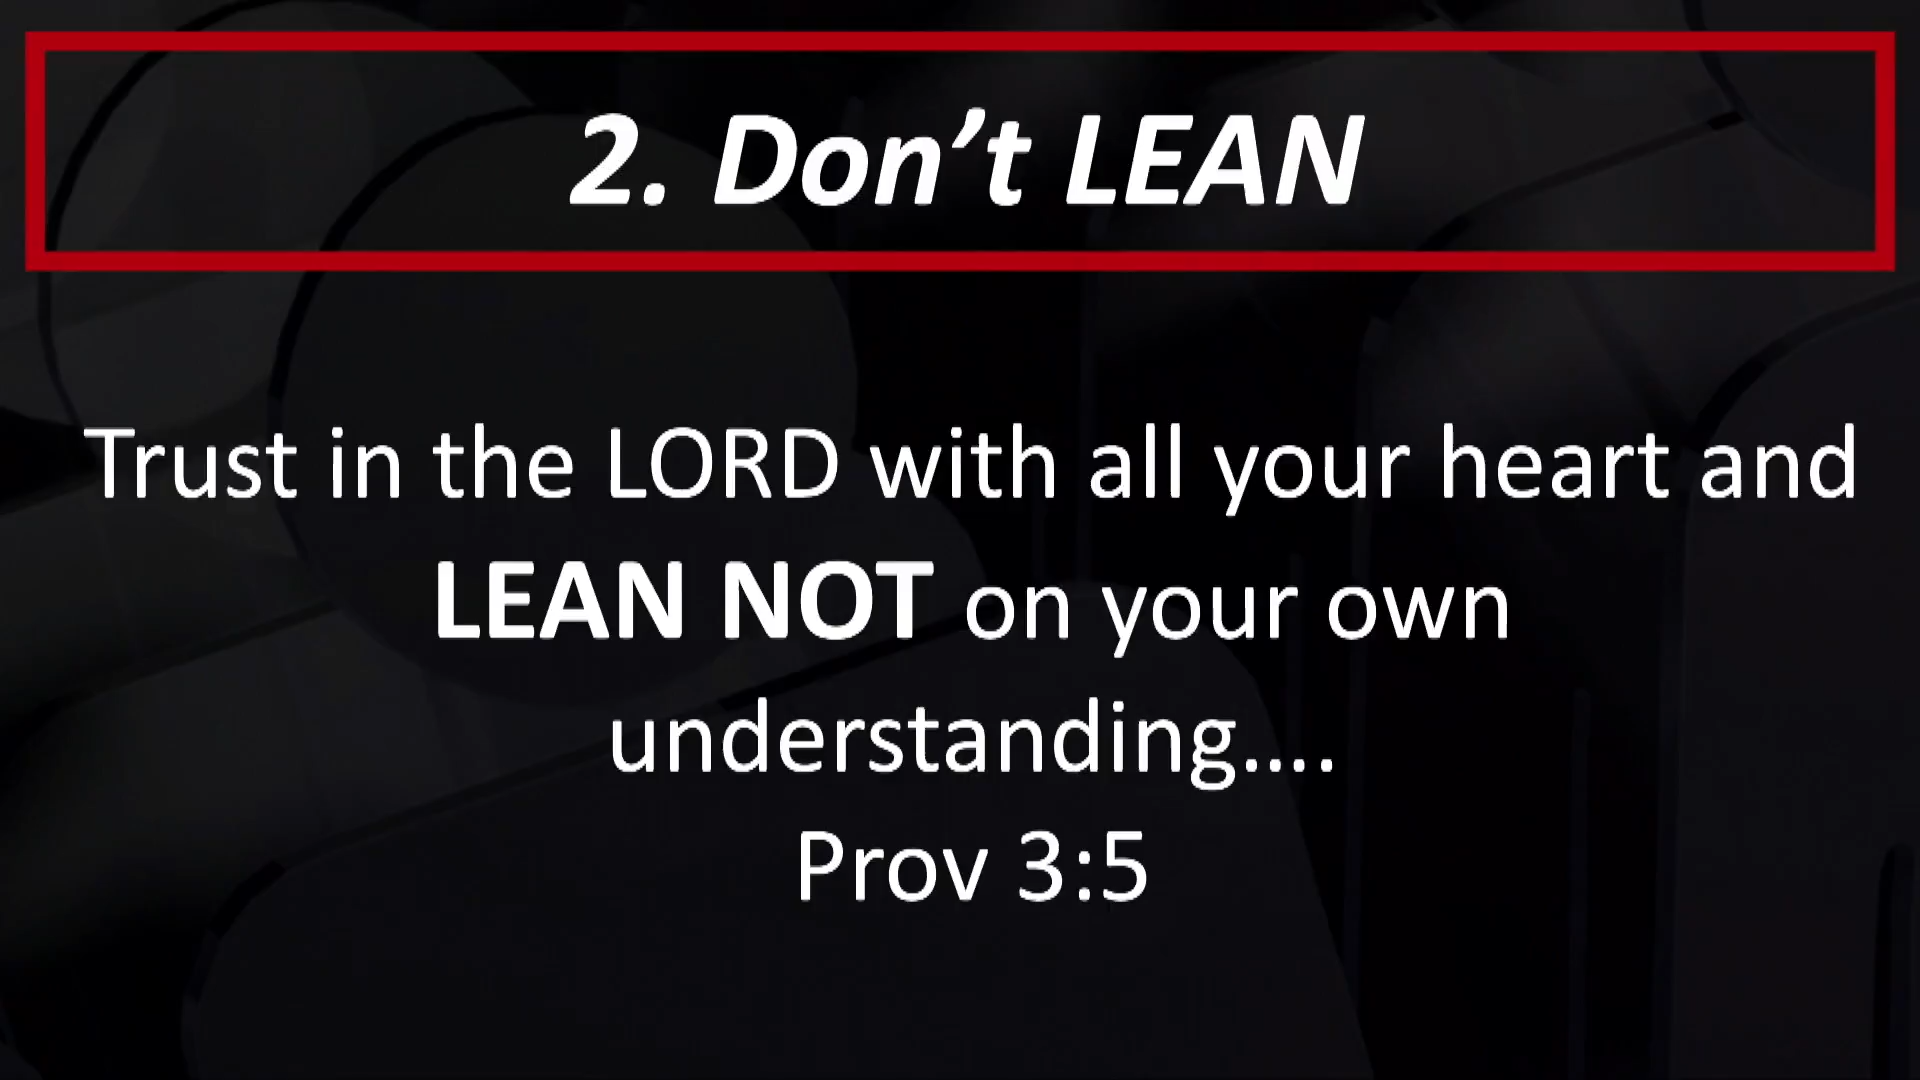 2. Don’t LEAN
Trust in the LORD with all your heart and
LEAN NOT on your own
understanding....
Prov 3:5